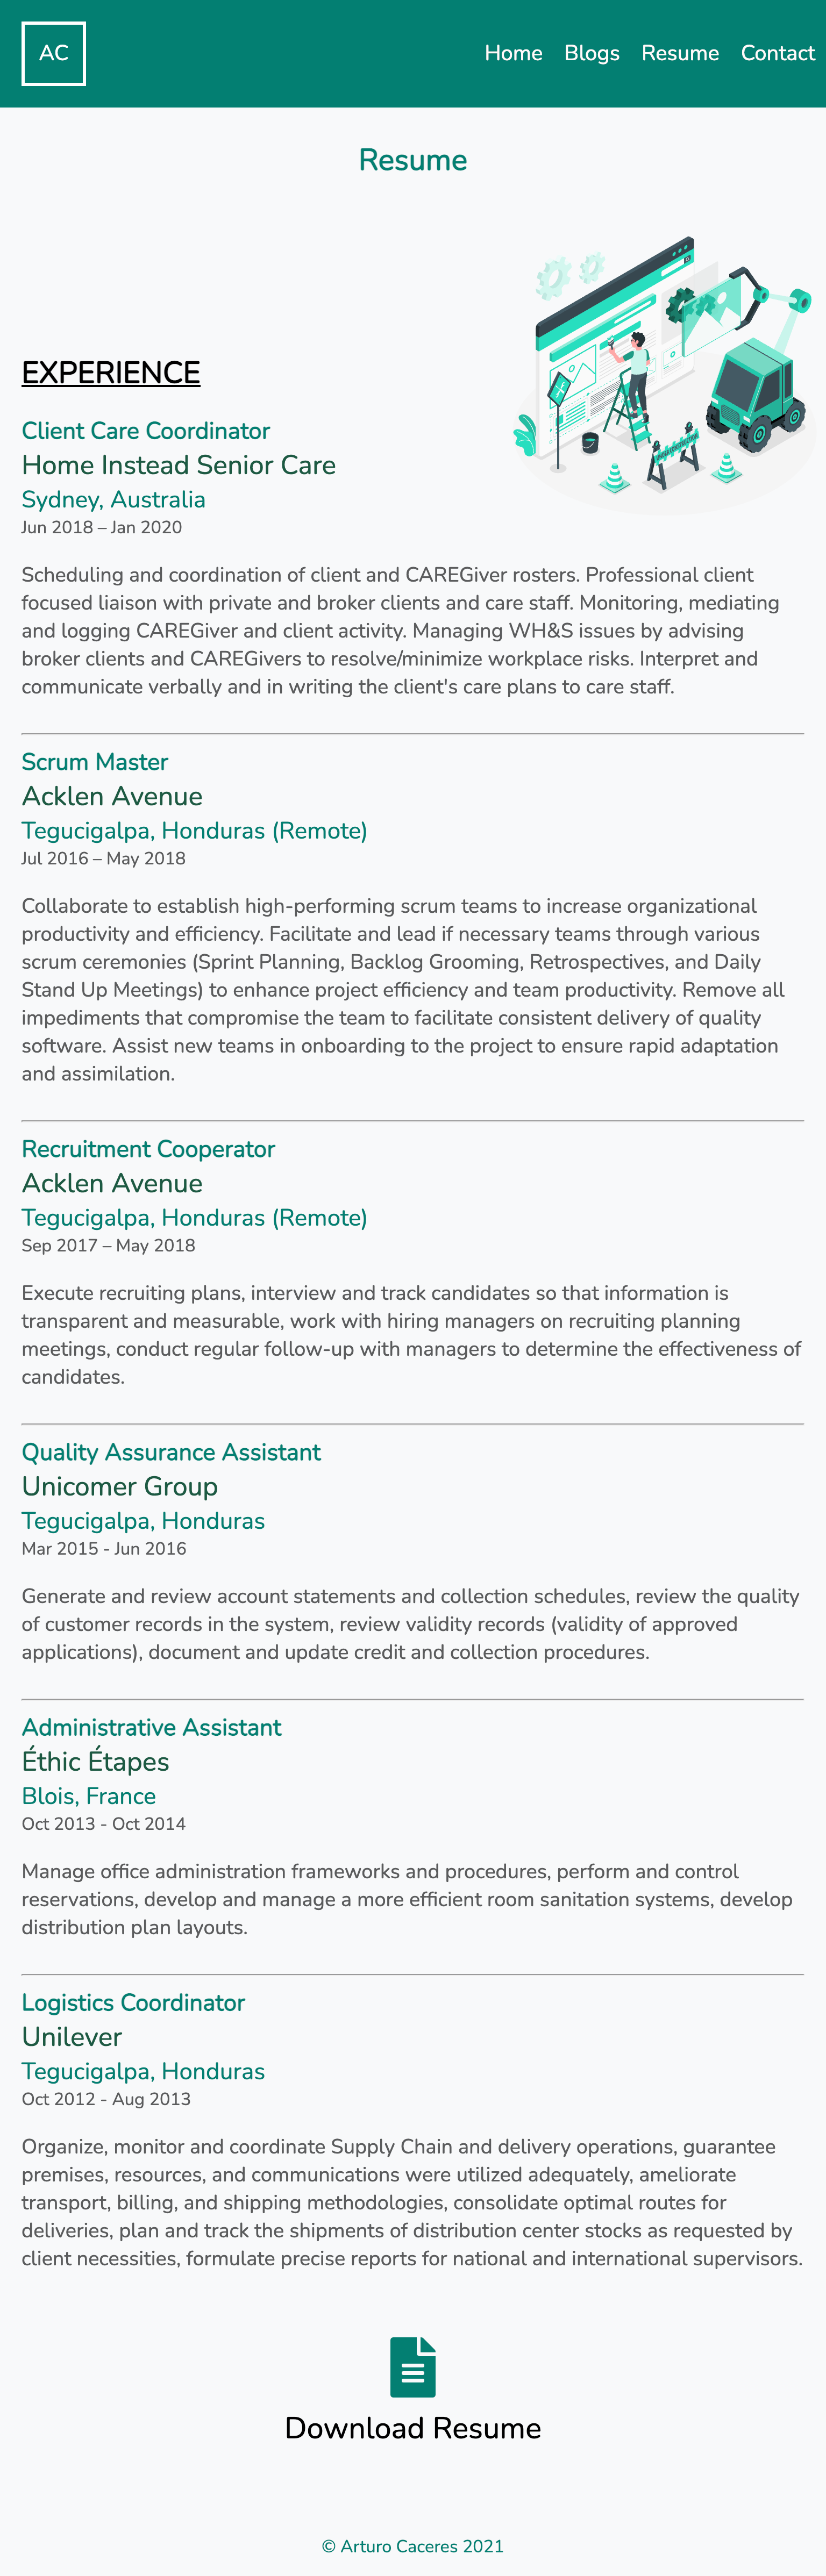 AC
Home Blogs Resume Contact
Resume
EXPERIENCE
Client Care Coordinator
Home Instead Senior Care
Sydney, Australia
Jun 2018 – Jan 2020
Scheduling and coordination of client and CAREGiver rosters. Professional client
focused liaison with private and broker clients and care staff. Monitoring, mediating
and logging CAREGiver and client activity. Managing WH&S issues by advising
broker clients and CAREGivers to resolve/minimize workplace risks. Interpret and
communicate verbally and in writing the client's care plans to care staff.
Scrum Master
Acklen Avenue
Tegucigalpa, Honduras (Remote)
Jul 2016 – May 2018
Collaborate to establish high-performing scrum teams to increase organizational
productivity and efficiency. Facilitate and lead if necessary teams through various
scrum ceremonies (Sprint Planning, Backlog Grooming, Retrospectives, and Daily
Stand Up Meetings) to enhance project efficiency and team productivity. Remove all
impediments that compromise the team to facilitate consistent delivery of quality
software. Assist new teams in onboarding to the project to ensure rapid adaptation
and assimilation.
Recruitment Cooperator
Acklen Avenue
Tegucigalpa, Honduras (Remote)
Sep 2017 – May 2018
Execute recruiting plans, interview and track candidates so that information is
transparent and measurable, work with hiring managers on recruiting planning
meetings, conduct regular follow-up with managers to determine the effectiveness of
candidates.
Quality Assurance Assistant
Unicomer Group
Tegucigalpa, Honduras
Mar 2015 - Jun 2016
Generate and review account statements and collection schedules, review the quality
of customer records in the system, review validity records (validity of approved
applications), document and update credit and collection procedures.
Administrative Assistant
Éthic Étapes
Blois, France
Oct 2013 - Oct 2014
Manage office administration frameworks and procedures, perform and control
reservations, develop and manage a more efficient room sanitation systems, develop
distribution plan layouts.
Logistics Coordinator
Unilever
Tegucigalpa, Honduras
Oct 2012 - Aug 2013
Organize, monitor and coordinate Supply Chain and delivery operations, guarantee
premises, resources, and communications were utilized adequately, ameliorate
transport, billing, and shipping methodologies, consolidate optimal routes for
deliveries, plan and track the shipments of distribution center stocks as requested by
client necessities, formulate precise reports for national and international supervisors.
Download Resume
© Arturo Caceres 2021